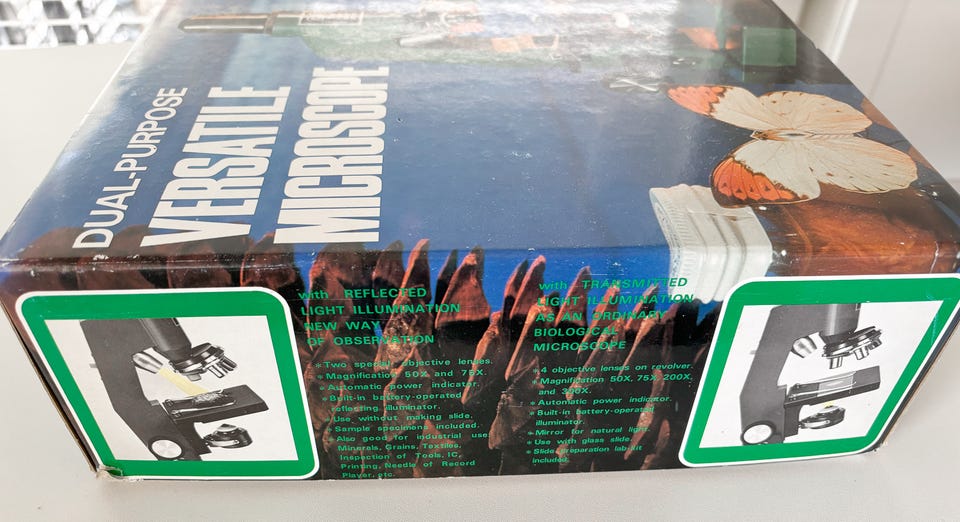 DUAL-PURPOSE
VERSATILE
MICROSCOPE
with REFLECTED
LIGHT ILLUMINATION
NEW WAY
OF OBSERVATION
* Two special objective lenses.
* Magnification 50X and 75X.
* Automatic power indicator.
* Built-in battery-operated
reflecting illuminator.
* Use without making slide.
* Sample specimens included.
* Also good for industrial use:
Minerals, Grains, Textiles,
Inspection of Tools, IC,
Printing, Needle of Record
Player, etc.
with TRANSMITTED
LIGHT ILLUMINATION
AS AN ORDINARY
BIOLOGICAL
MICROSCOPE
* 4 objective lenses on revolver.
* Magnification 50X, 75X, 200X,
and
* Automatic power indicator.
* Built-in battery-operated
illuminator.
* Mirror for natural light.
* Use with glass slide.
* Slide preparation lab kit
included.